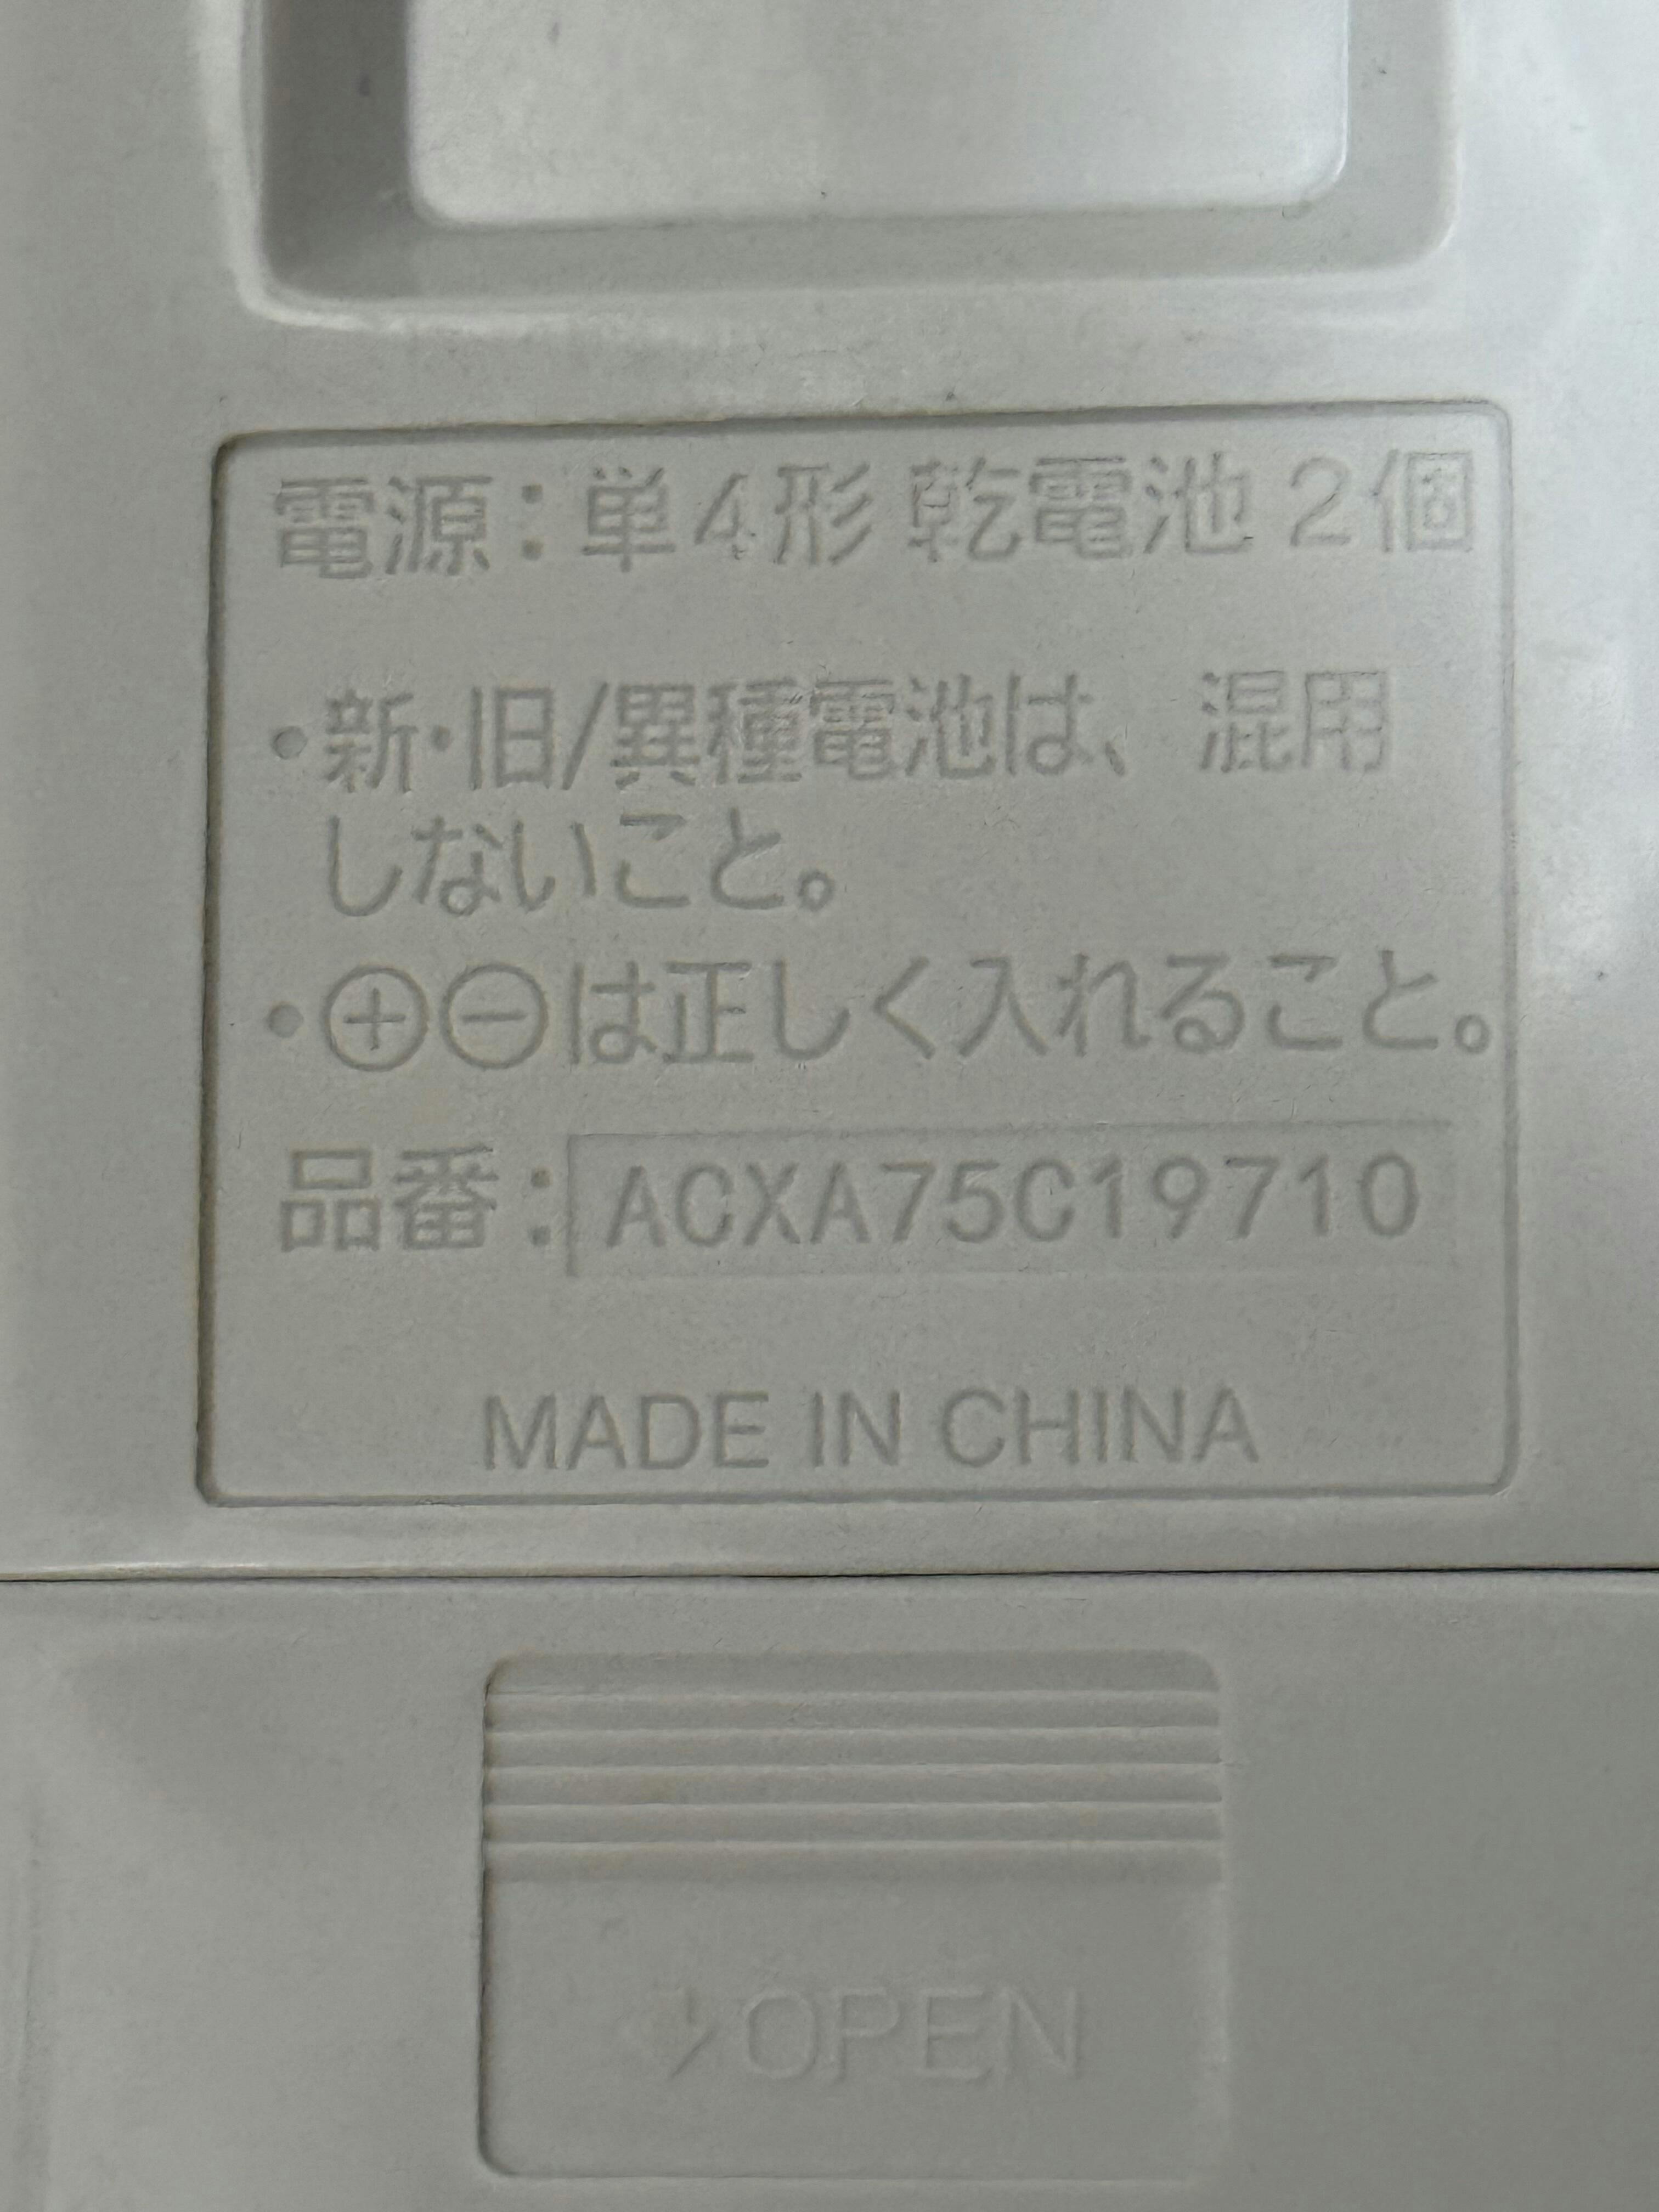 電源：単4形 乾電池2個
・新・旧/異種電池は、混用
しないこと。
・⊕⊖は正しく入れること。
品番：ACXA75C19710
MADE IN CHINA
OPEN